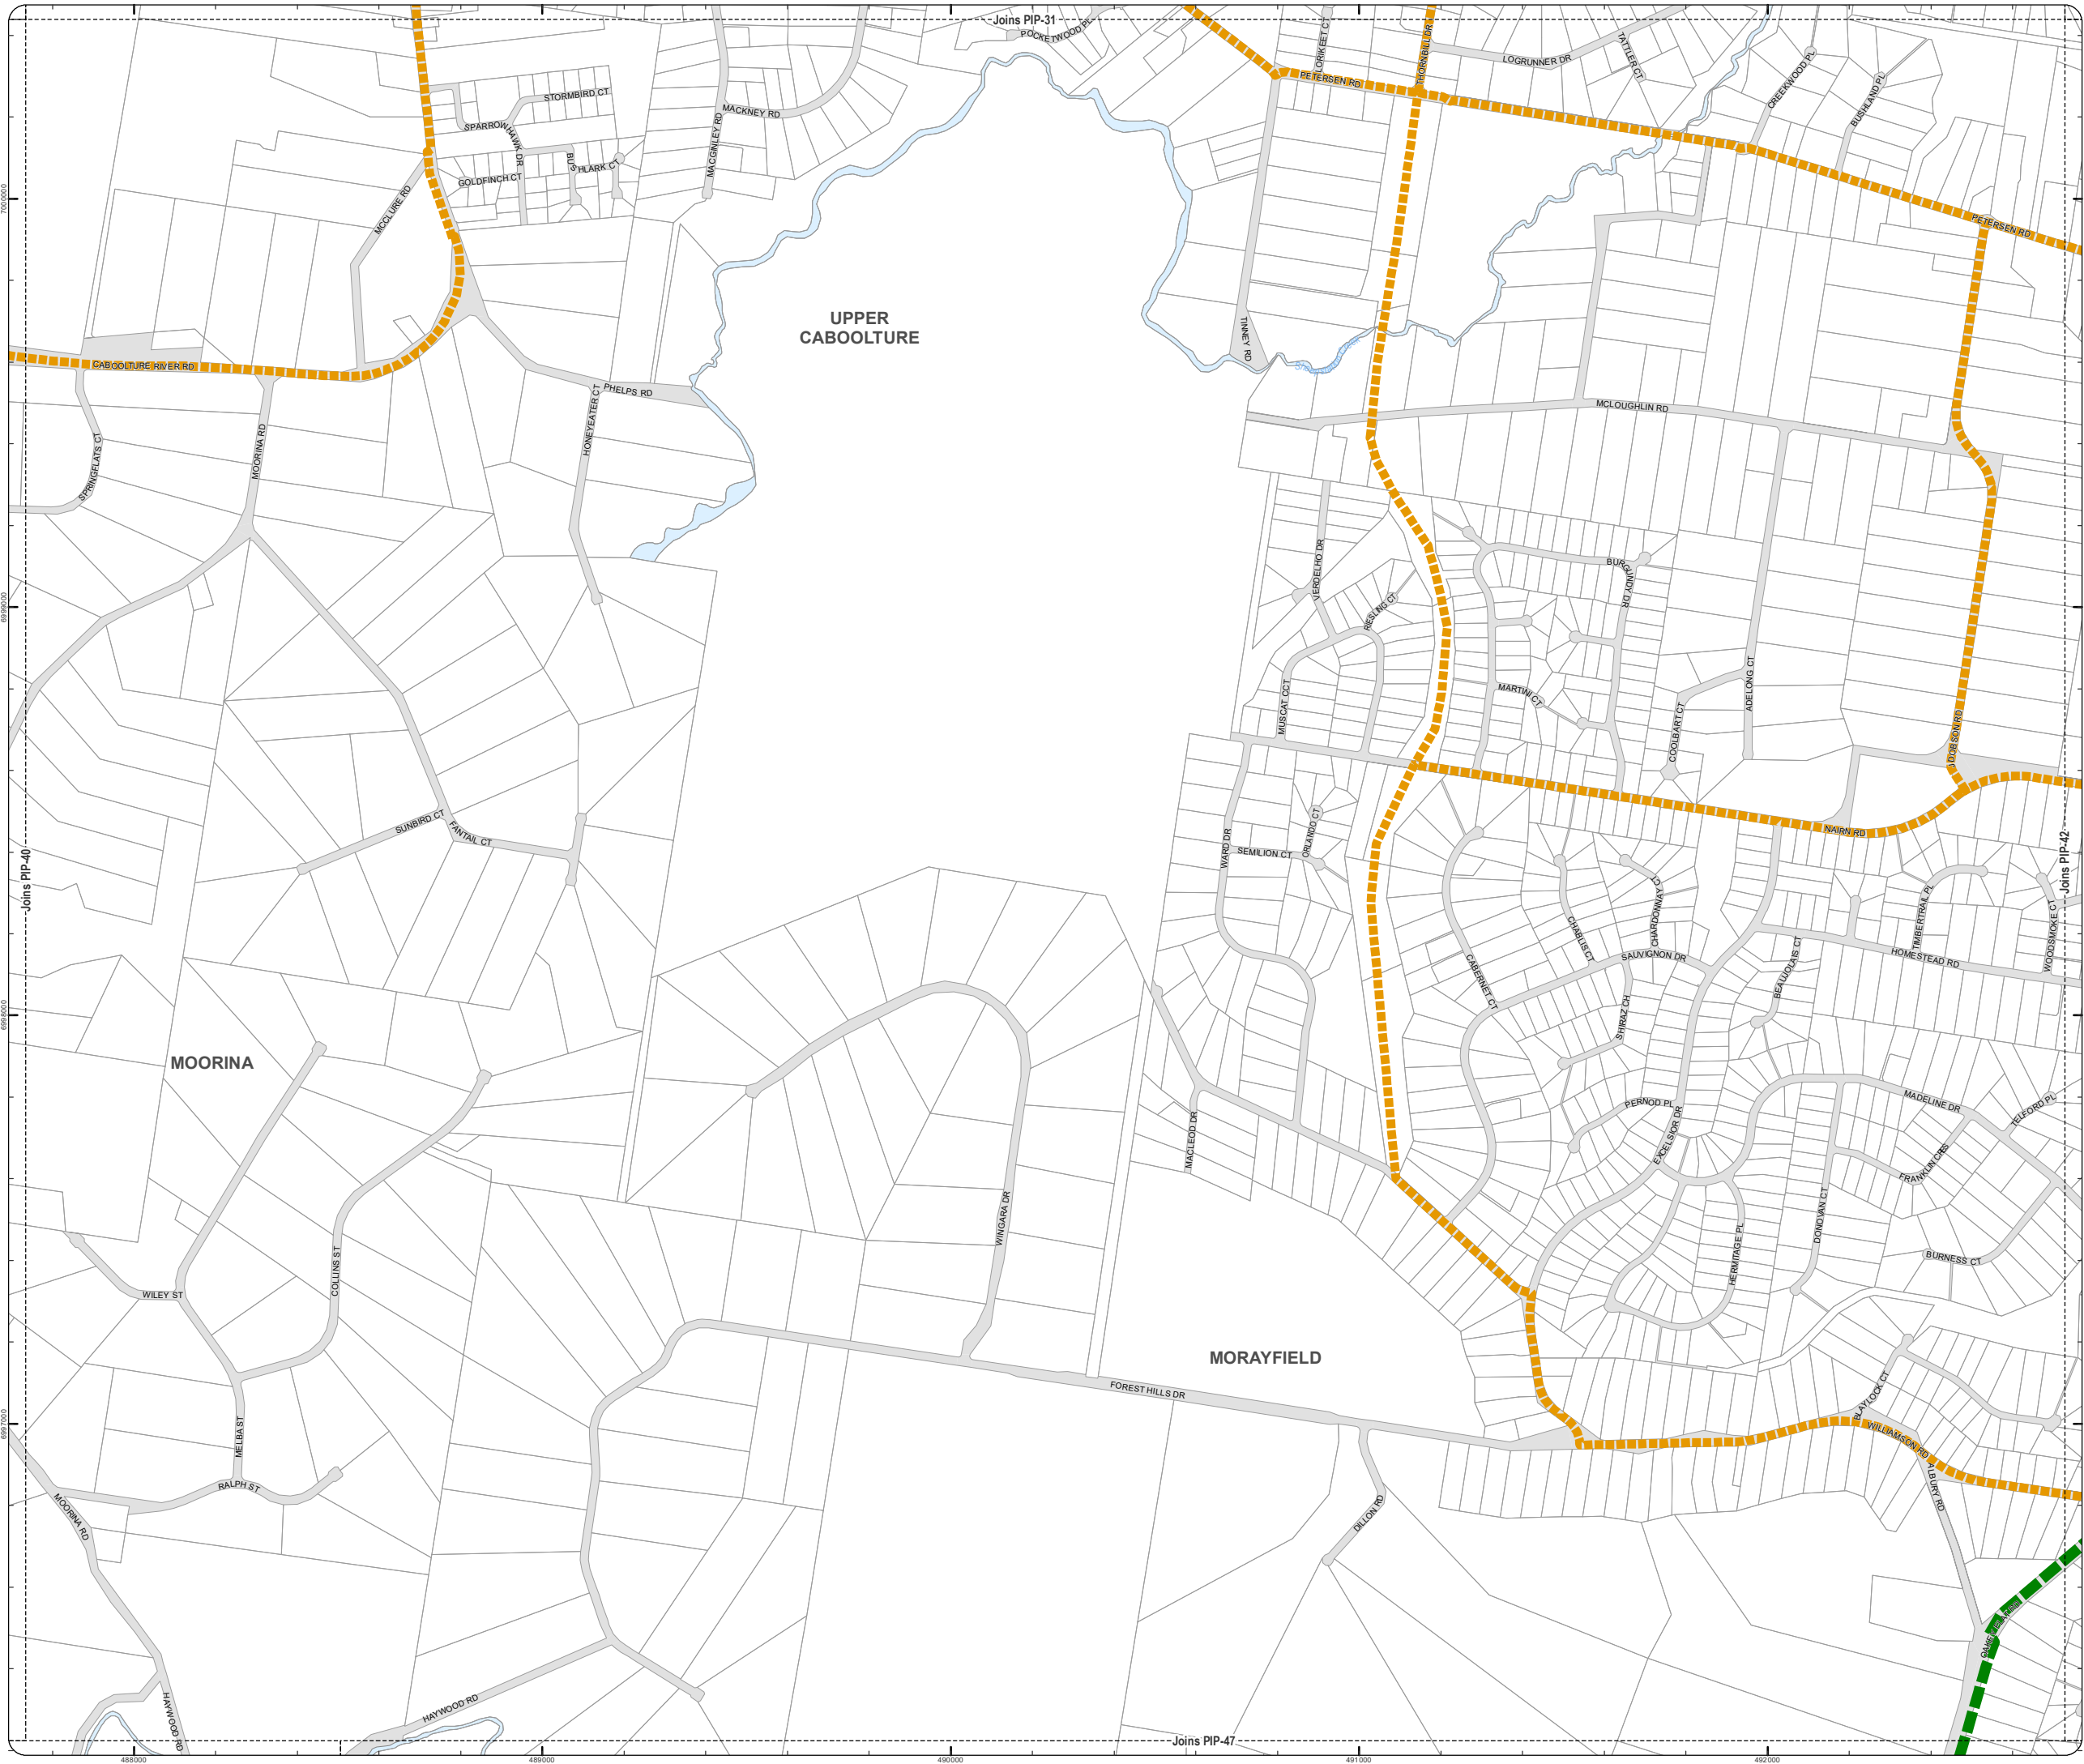 Joins PIP-31
POCKETWOOD PL
LORIKEET CT
THORNBILL DR
LOGRUNNER DR
TATTLER CT
CREEKWOOD PL
BUSHLAND PL
PETERSEN RD
STORMBIRD CT
SPARROWHAWK DR
MACKNEY RD
MACGINLEY RD
BUSHLARK CT
GOLDFINCH CT
MCCLURE RD
7000000
PETERSEN RD
UPPER
CABOOLTURE
TINNEY RD
CABOOLTURE RIVER RD
PHELPS RD
HONEYEATER CT
MCLOUGHLIN RD
SPRINGFLATS CT
MOORINA RD
VERDELHO DR
BURGUNDY DR
RIESLING CT
6999000
MUSCAT CCT
MARTINI CT
COOLBART CT
ADELONG CT
DOBSON RD
SUNBIRD CT
FANTAIL CT
WARD DR
SEMILION CT
ORLANDO CT
NAIRN RD
Joins PIP-40
Joins PIP-42
CHABLIS CT
CHARDONNAY CT
TIMBERTRAIL PL
WOODSMOKE CT
HOMESTEAD RD
CABERNET CT
SAUVIGNON DR
BEAUJOLAIS CT
SHIRAZ CH
6998000
MOORINA
MACLEOD DR
PERNOD PL
EXCELSIOR DR
MADELINE DR
TELFORD PL
FRANKLIN CRES
WINGARA DR
DONOVAN CT
HERMITAGE PL
BURNESS CT
COLLINS ST
WILEY ST
MORAYFIELD
FOREST HILLS DR
BLAYLOCK CT
WILLIAMSON RD
6997000
MELBA ST
RALPH ST
MOORINA RD
DILLON RD
ALBURY RD
HAYWOOD RD
HAYWOOD RD
Joins PIP-47
488000
489000
490000
491000
492000